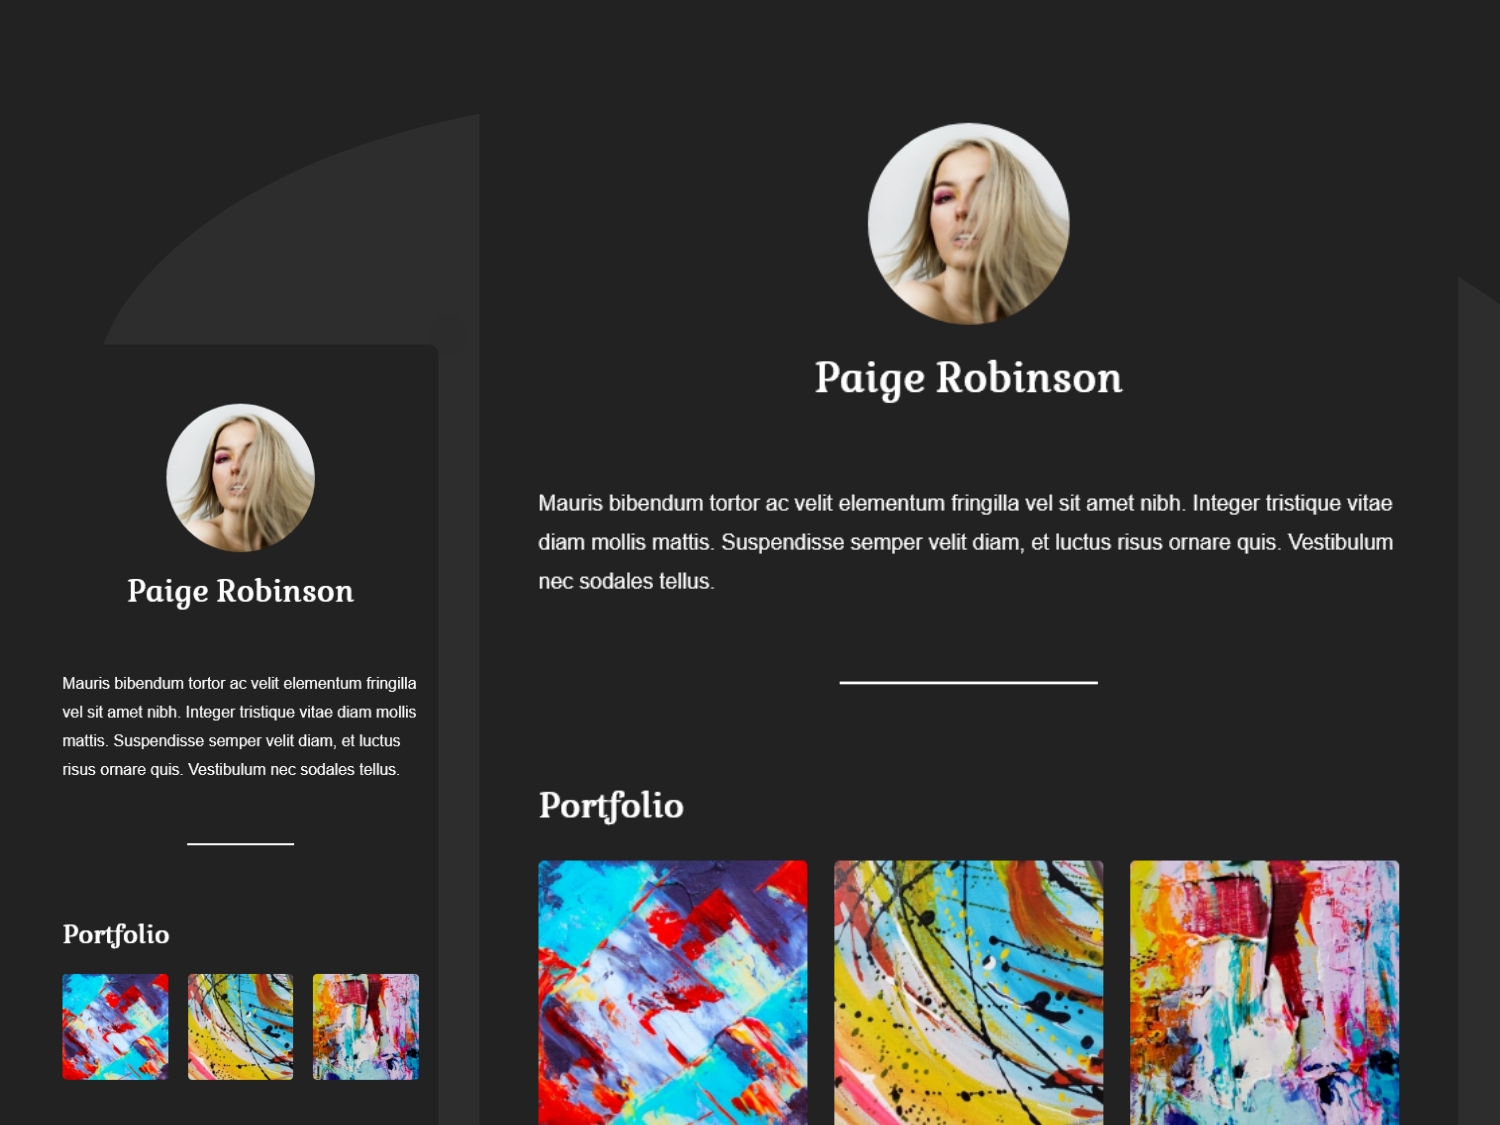 Paige Robinson
Mauris bibendum tortor ac velit elementum fringilla
vel sit amet nibh. Integer tristique vitae diam mollis
mattis. Suspendisse semper velit diam, et luctus
risus ornare quis. Vestibulum nec sodales tellus.
Portfolio
Paige Robinson
Mauris bibendum tortor ac velit elementum fringilla vel sit amet nibh. Integer tristique vitae
diam mollis mattis. Suspendisse semper velit diam, et luctus risus ornare quis. Vestibulum
nec sodales tellus.
Portfolio